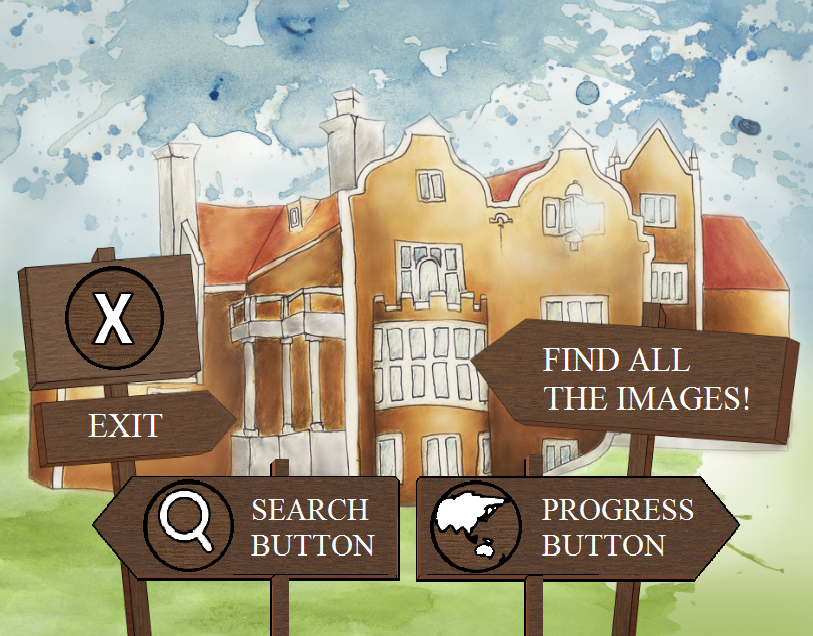 X
EXIT
FIND ALL
THE IMAGES!
SEARCH
BUTTON
PROGRESS
BUTTON